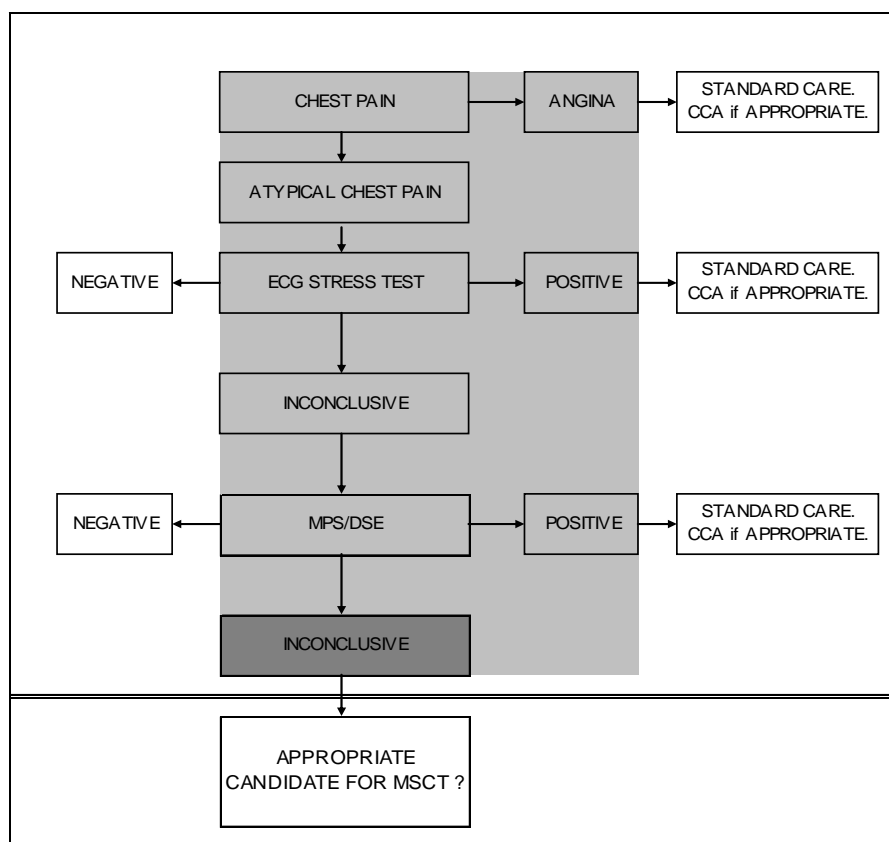 CHEST PAIN
ANGINA
STANDARD CARE.
CCA if APPROPRIATE.
ATYPICAL CHEST PAIN
NEGATIVE
ECG STRESS TEST
POSITIVE
STANDARD CARE.
CCA if APPROPRIATE.
INCONCLUSIVE
NEGATIVE
MPS/DSE
POSITIVE
STANDARD CARE.
CCA if APPROPRIATE.
INCONCLUSIVE
APPROPRIATE
CANDIDATE FOR MSCT ?